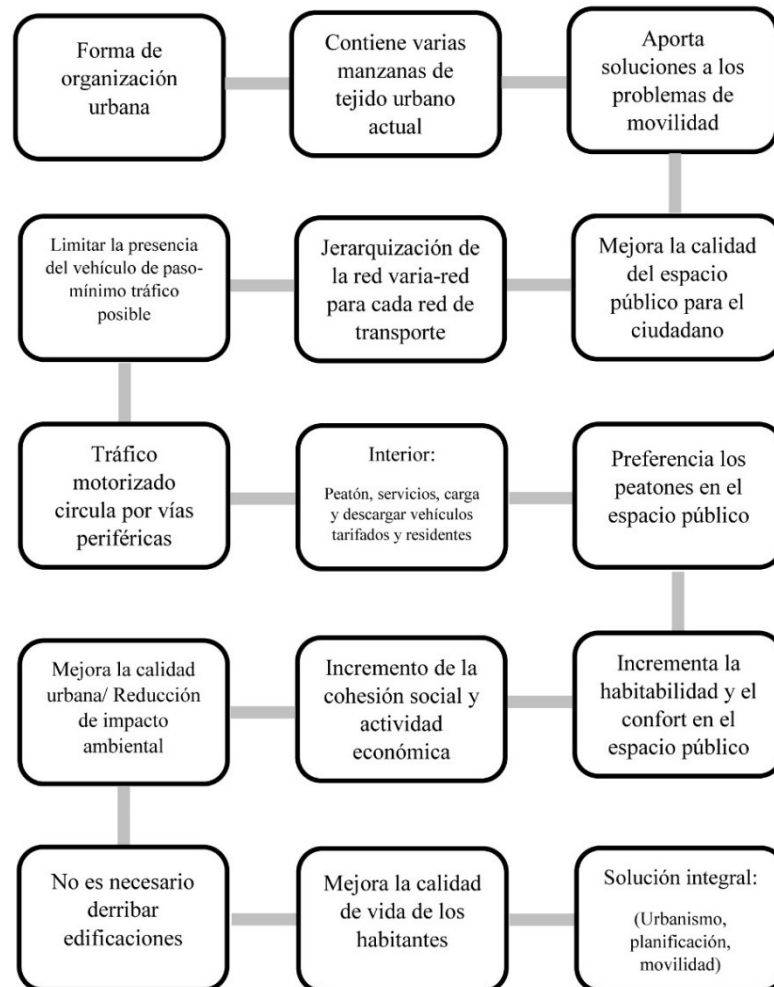 Forma de
organización
urbana
Contiene varias
manzanas de
tejido urbano
actual
Aporta
soluciones a los
problemas de
movilidad
Mejora la calidad
del espacio
público para el
ciudadano
Jerarquización de
la red varia-red
para cada red de
transporte
Limitar la presencia
del vehículo de paso-
mínimo tráfico
posible
Tráfico
motorizado
circula por vías
periféricas
Interior:
Peatón, servicios, carga
y descargar vehículos
tarifados y residentes
Preferencia los
peatones en el
espacio público
Incrementa la
habitabilidad y el
confort en el
espacio público
Incremento de la
cohesión social y
actividad
económica
Mejora la calidad
urbana/ Reducción
de impacto
ambiental
No es necesario
derribar
edificaciones
Mejora la calidad
de vida de los
habitantes
Solución integral:
(Urbanismo,
planificación,
movilidad)